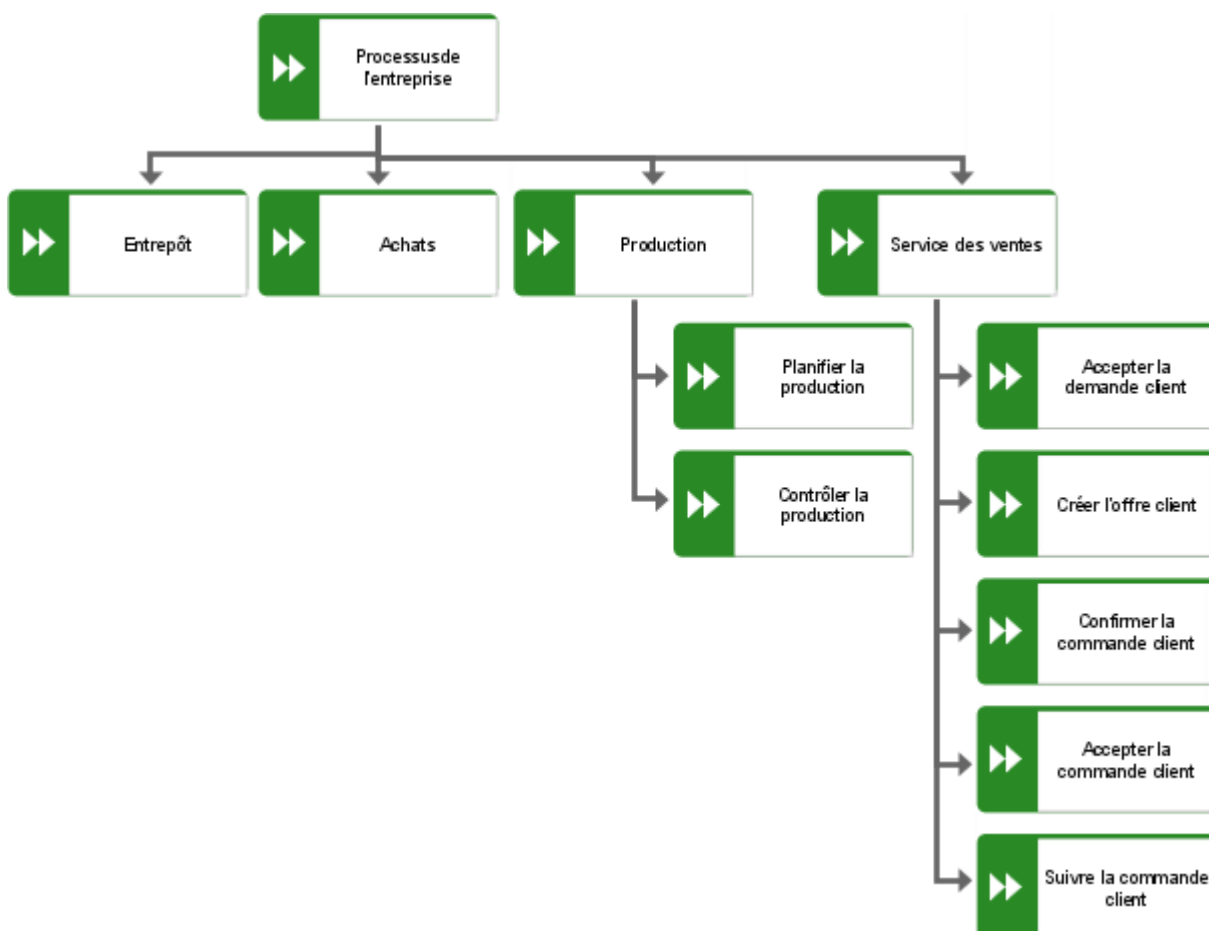 Processusde
l'entreprise
Entrepôt
Achats
Production
Service des ventes
Planifier la
production
Accepter la
demande client
Contrôler la
production
Créer l'offre client
Confirmer la
commande client
Accepter la
commande client
Suivre la commande
client